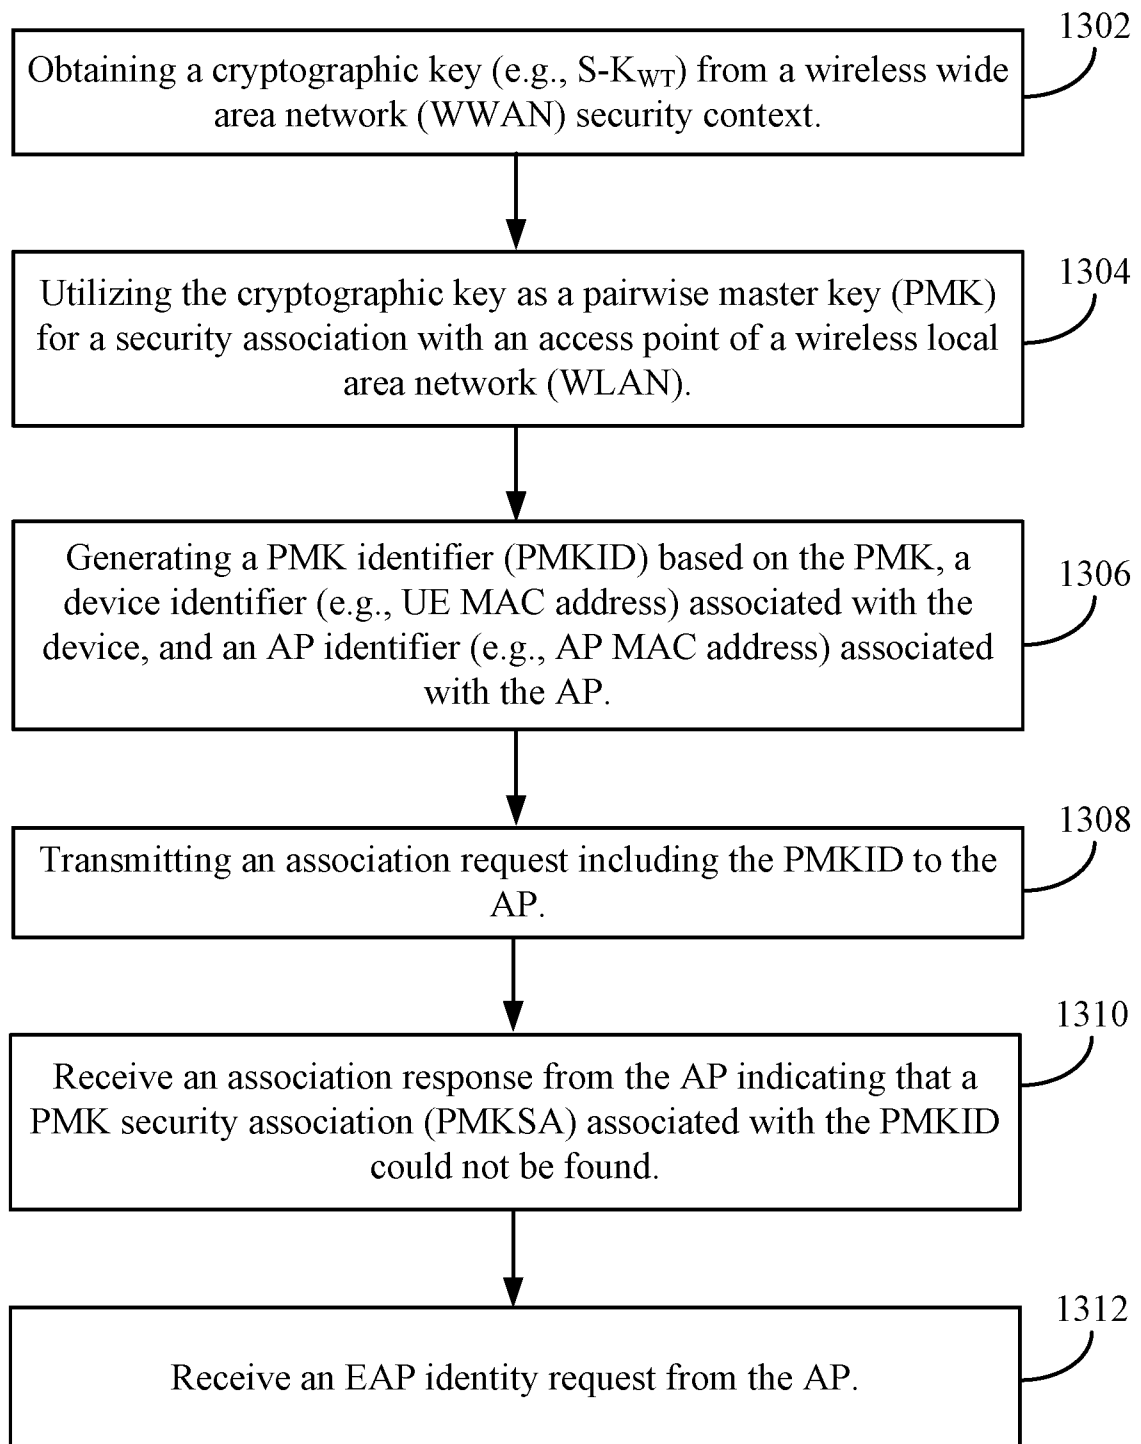 1302
Obtaining a cryptographic key (e.g., S-KWT) from a wireless wide
area network (WWAN) security context.
1304
Utilizing the cryptographic key as a pairwise master key (PMK)
for a security association with an access point of a wireless local
area network (WLAN).
1306
Generating a PMK identifier (PMKID) based on the PMK, a
device identifier (e.g., UE MAC address) associated with the
device, and an AP identifier (e.g., AP MAC address) associated
with the AP.
1308
Transmitting an association request including the PMKID to the
AP.
1310
Receive an association response from the AP indicating that a
PMK security association (PMKSA) associated with the PMKID
could not be found.
1312
Receive an EAP identity request from the AP.